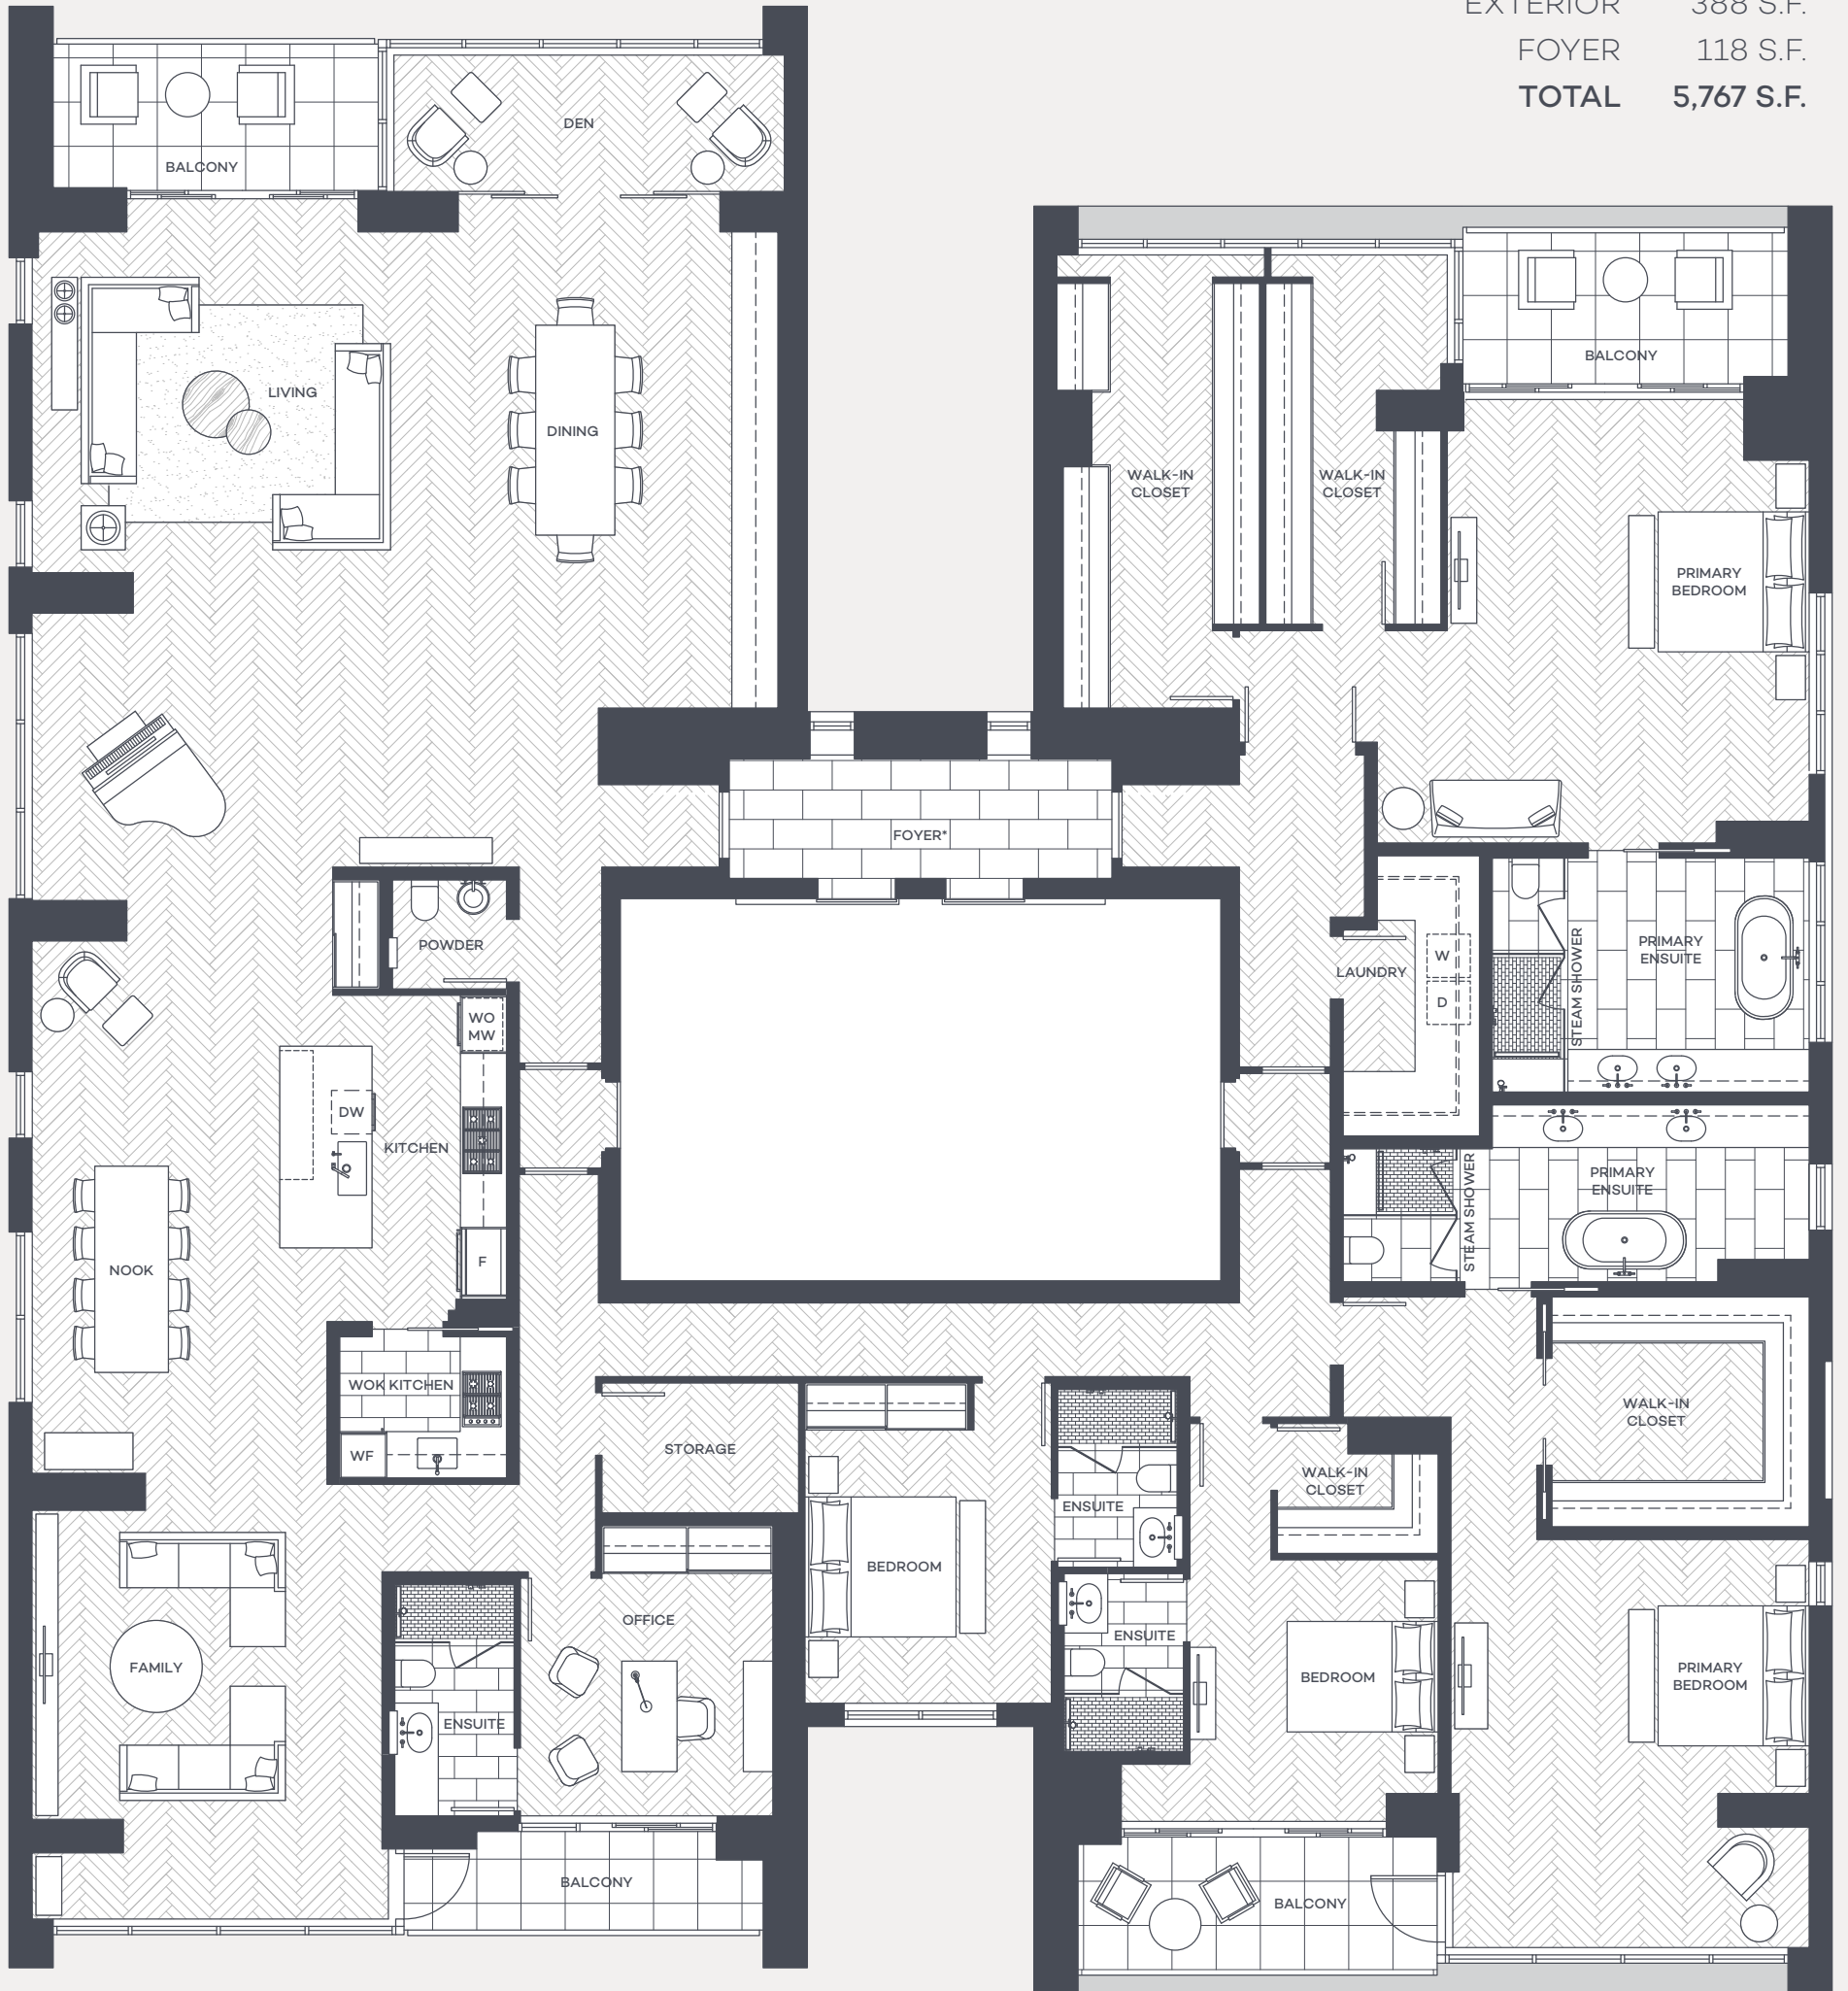 EXTERIOR 388 S.F.
FOYER 118 S.F.
TOTAL 5,767 S.F.
DEN
BALCONY
BALCONY
LIVING
DINING
WALK-IN
CLOSET
WALK-IN
CLOSET
PRIMARY
BEDROOM
FOYER*
POWDER
LAUNDRY
W
D
STEAM SHOWER
PRIMARY
ENSUITE
WO
MW
DW
KITCHEN
F
NOOK
STEAM SHOWER
PRIMARY
ENSUITE
WOK KITCHEN
WF
STORAGE
WALK-IN
CLOSET
WALK-IN
CLOSET
ENSUITE
BEDROOM
OFFICE
ENSUITE
FAMILY
BEDROOM
PRIMARY
BEDROOM
ENSUITE
BALCONY
BALCONY